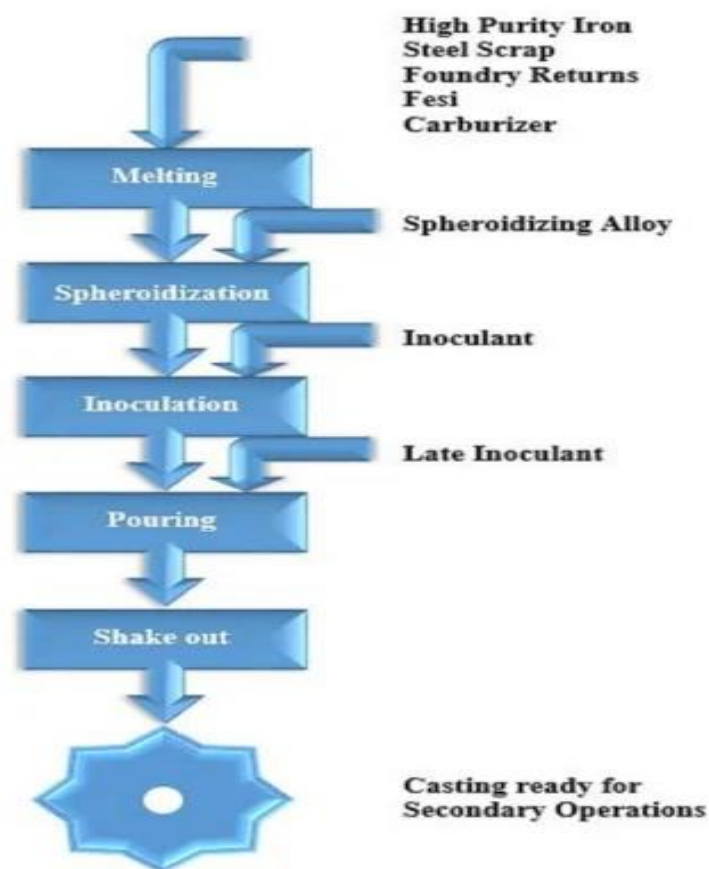 High Purity Iron
Steel Scrap
Foundry Returns
Fesi
Carburizer
Melting
Spheroidizing Alloy
Spheroidization
Inoculant
Inoculation
Late Inoculant
Pouring
Shake out
Casting ready for
Secondary Operations